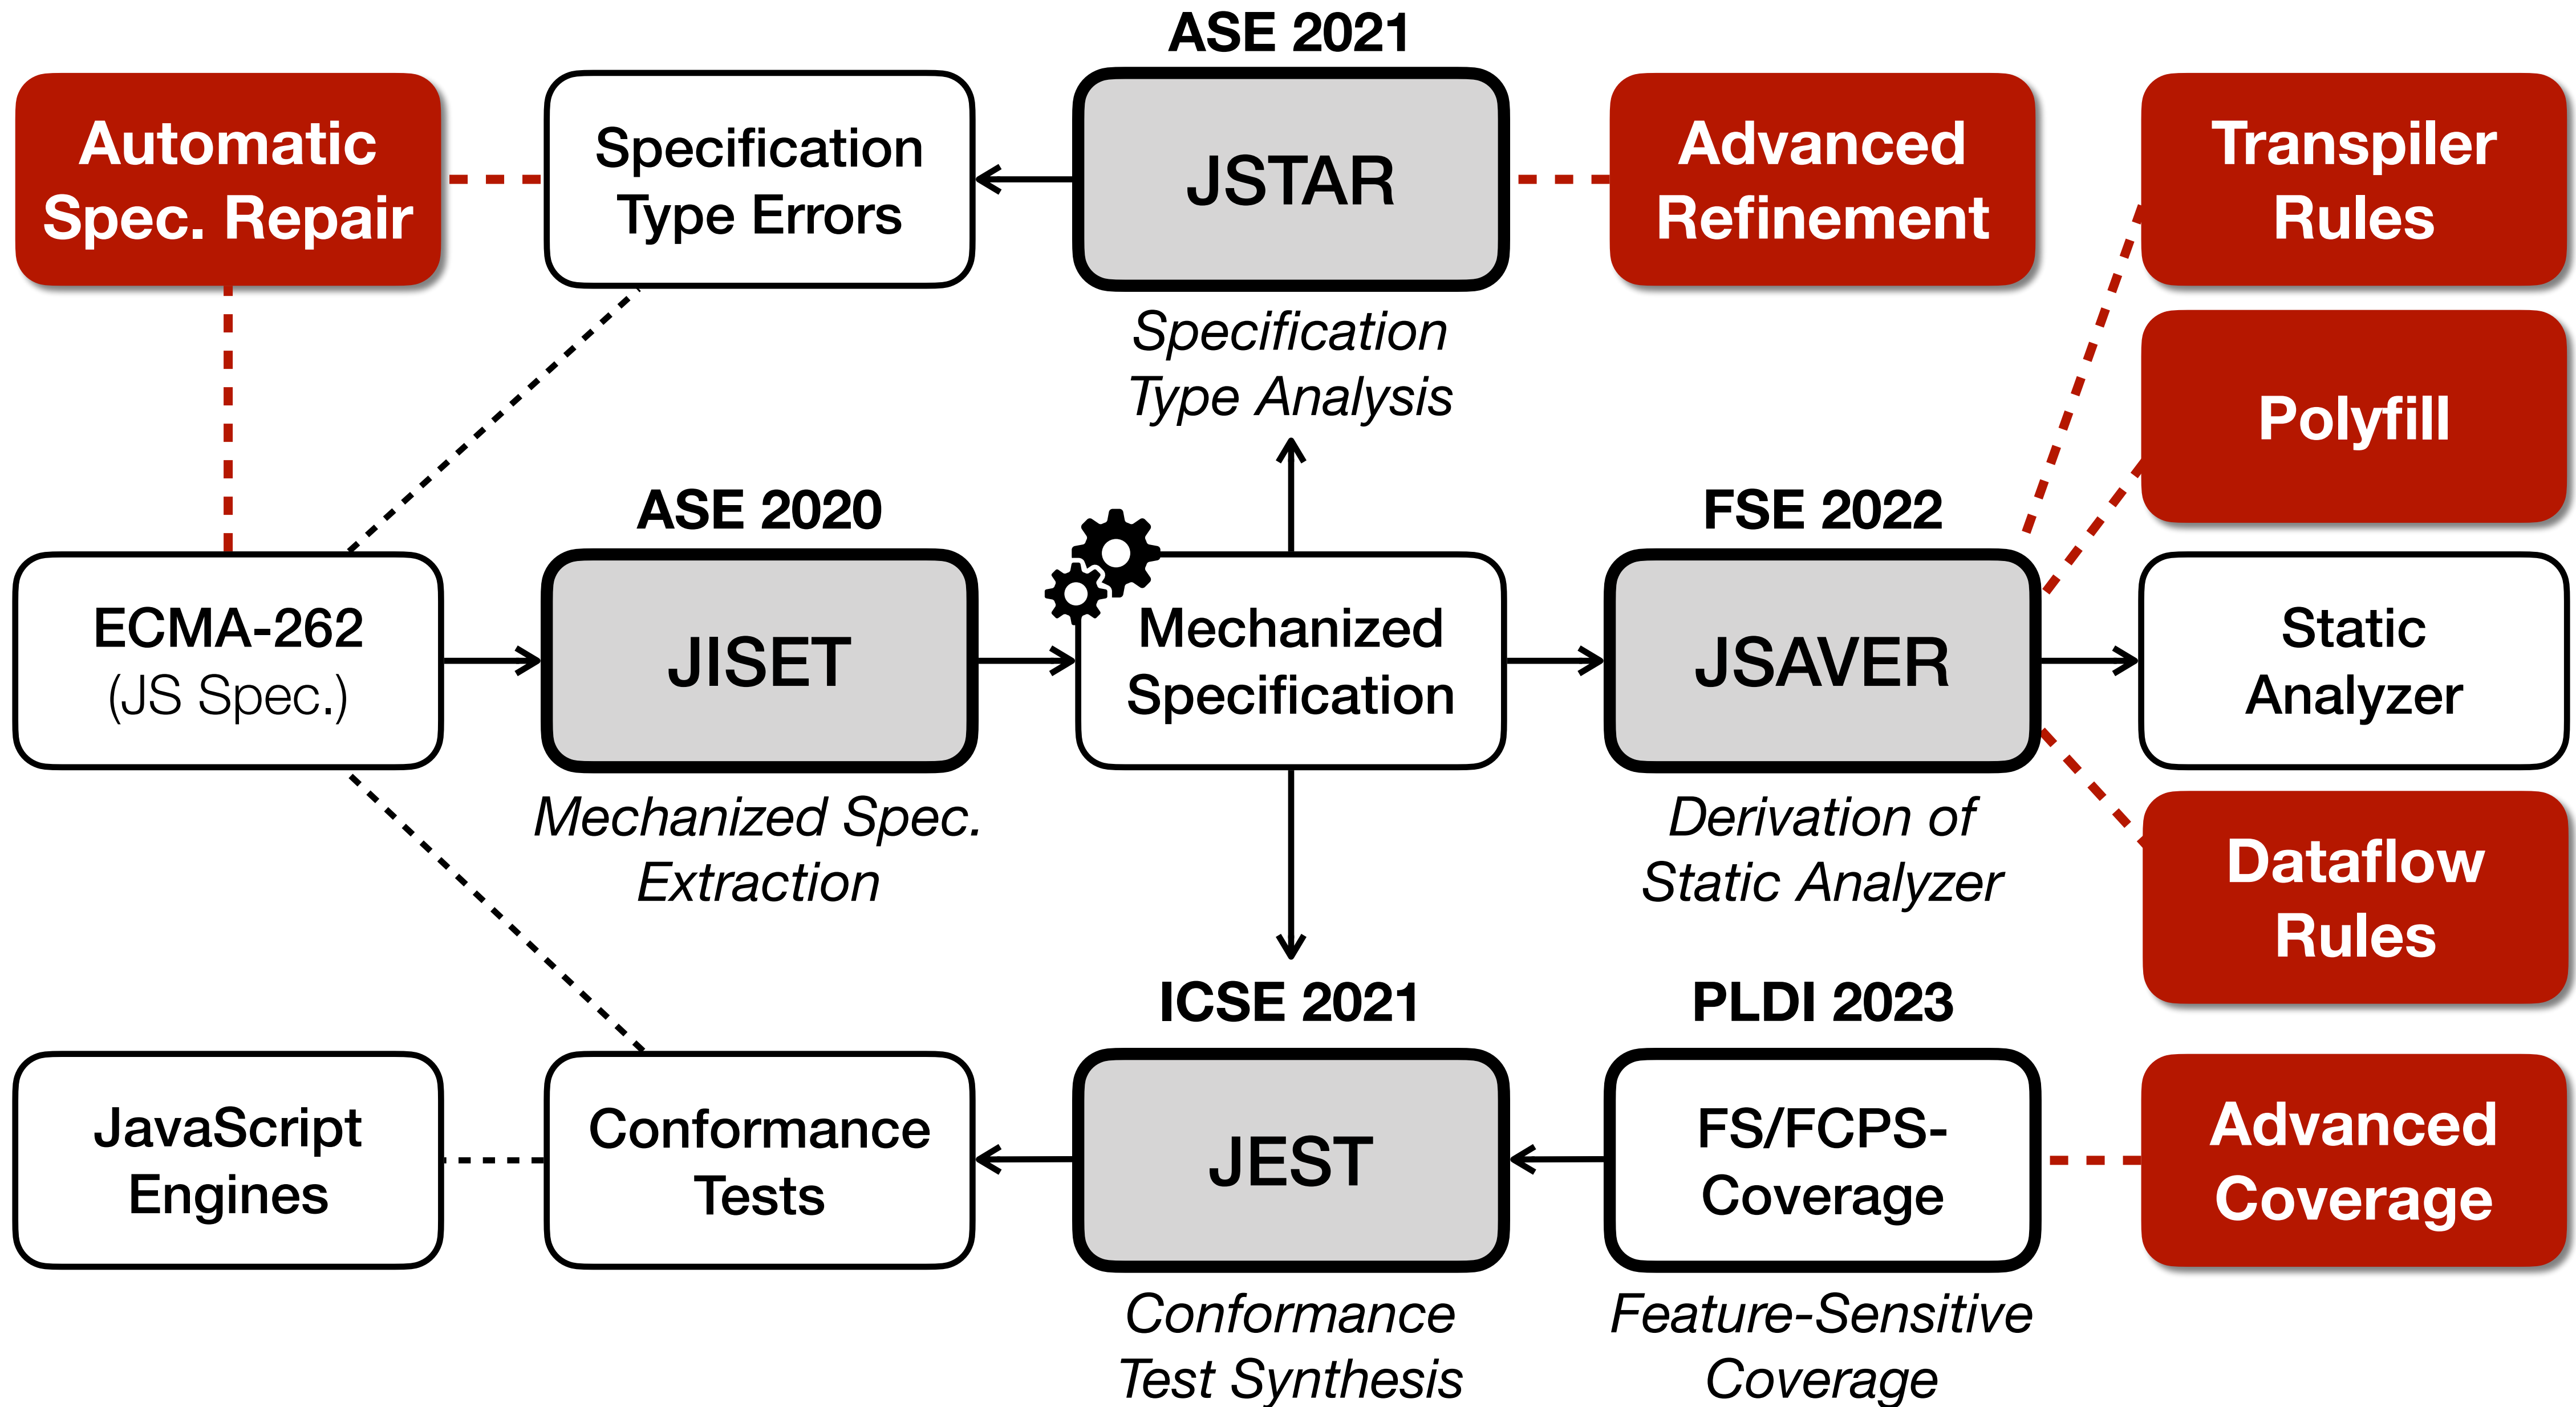 ASE 2021
Automatic
Spec. Repair
Specification
Type Errors
JSTAR
Advanced
Refinement
Transpiler
Rules
Specification
Type Analysis
Polyfill
ASE 2020
FSE 2022
ECMA-262
(JS Spec.)
JISET
Mechanized
Specification
JSAVER
Static
Analyzer
Mechanized Spec.
Extraction
Derivation of
Static Analyzer
Dataflow
Rules
ICSE 2021
PLDI 2023
JavaScript
Engines
Conformance
Tests
JEST
FS/FCPS-
Coverage
Advanced
Coverage
Conformance
Test Synthesis
Feature-Sensitive
Coverage